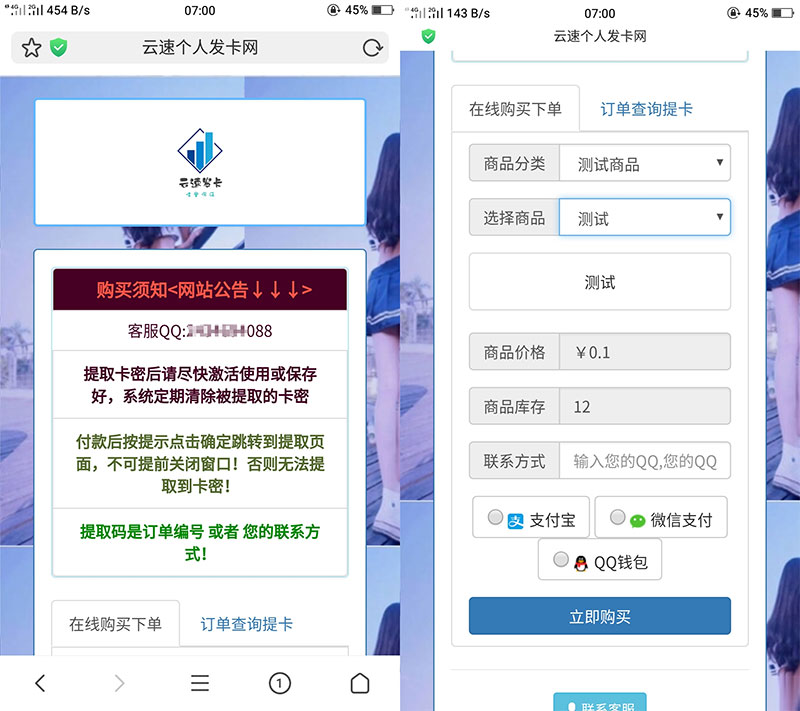 4G 2G 454 B/s
07:00
45%
云速个人发卡网
云速发卡
购买须知<网站公告↓↓↓>
客服QQ:088
提取卡密后请尽快激活使用或保存
好，系统定期清除被提取的卡密
付款后按提示点击确定跳转到提取页
面，不可提前关闭窗口！否则无法提
取到卡密！
提取码是订单编号 或者 您的联系方
式！
在线购买下单
订单查询提卡
1
4G 2G 143 B/s
07:00
45%
云速个人发卡网
在线购买下单
订单查询提卡
商品分类
测试商品
选择商品
测试
测试
商品价格
￥0.1
商品库存
12
联系方式
输入您的QQ,您的QQ
支 支付宝
微信支付
QQ钱包
立即购买
联系客服